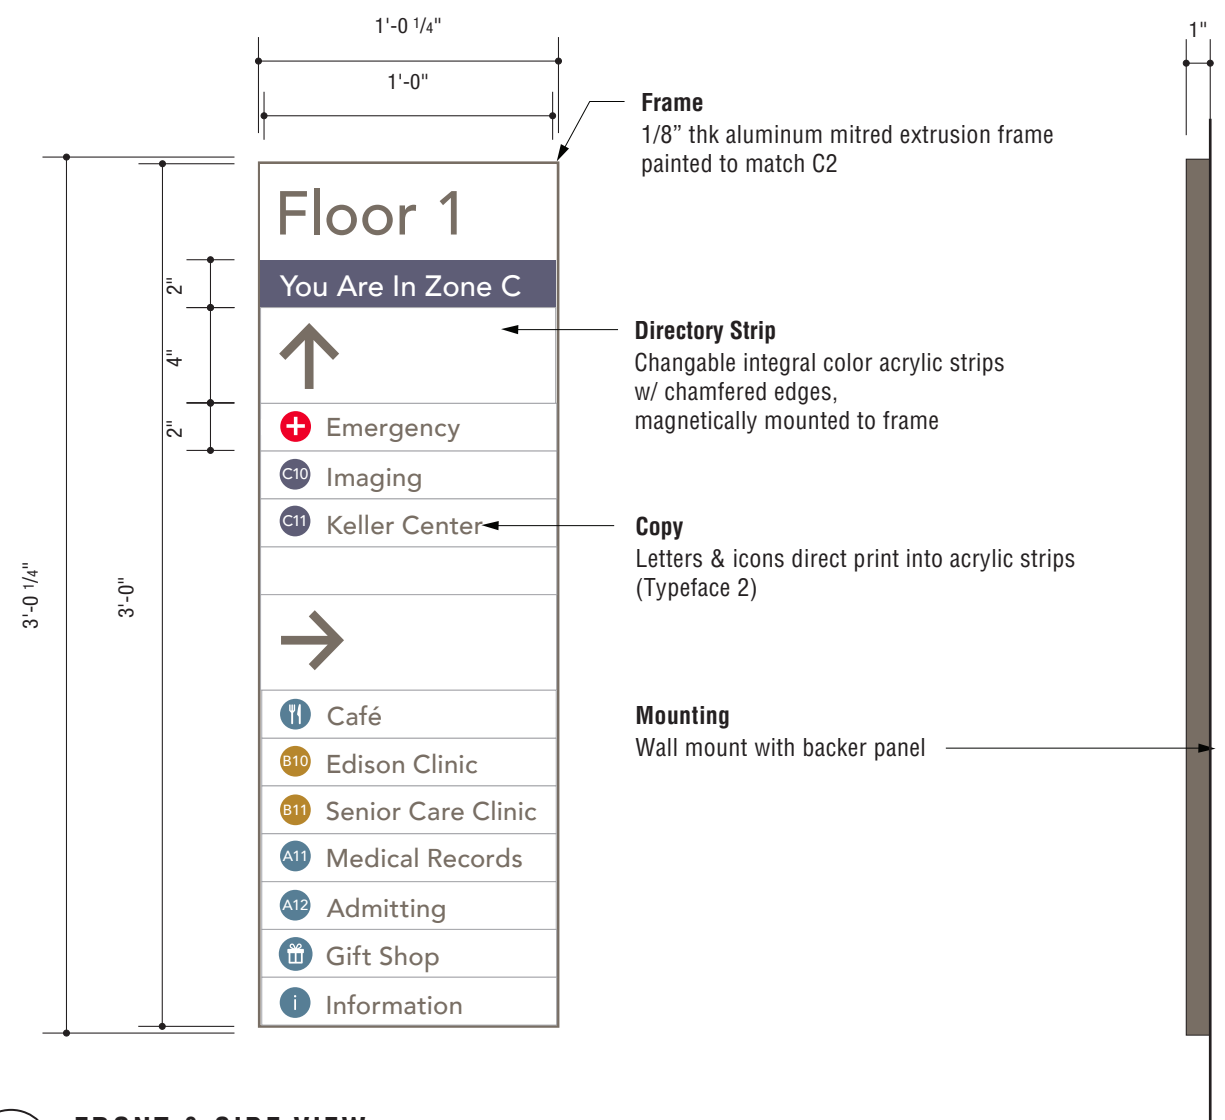 1'-0 1/4"
1"
1'-0"
Frame
1/8” thk aluminum mitred extrusion frame
painted to match C2
Floor 1
2"
You Are In Zone C
4"
Directory Strip
Changable integral color acrylic strips
w/ chamfered edges,
magnetically mounted to frame
2"
Emergency
C10 Imaging
C11 Keller Center
Copy
Letters & icons direct print into acrylic strips
(Typeface 2)
3'-0 1/4"
3'-0"
Café
Mounting
Wall mount with backer panel
B10 Edison Clinic
B11 Senior Care Clinic
A11 Medical Records
A12 Admitting
Gift Shop
i Information
FRONT & SIDE VIEW